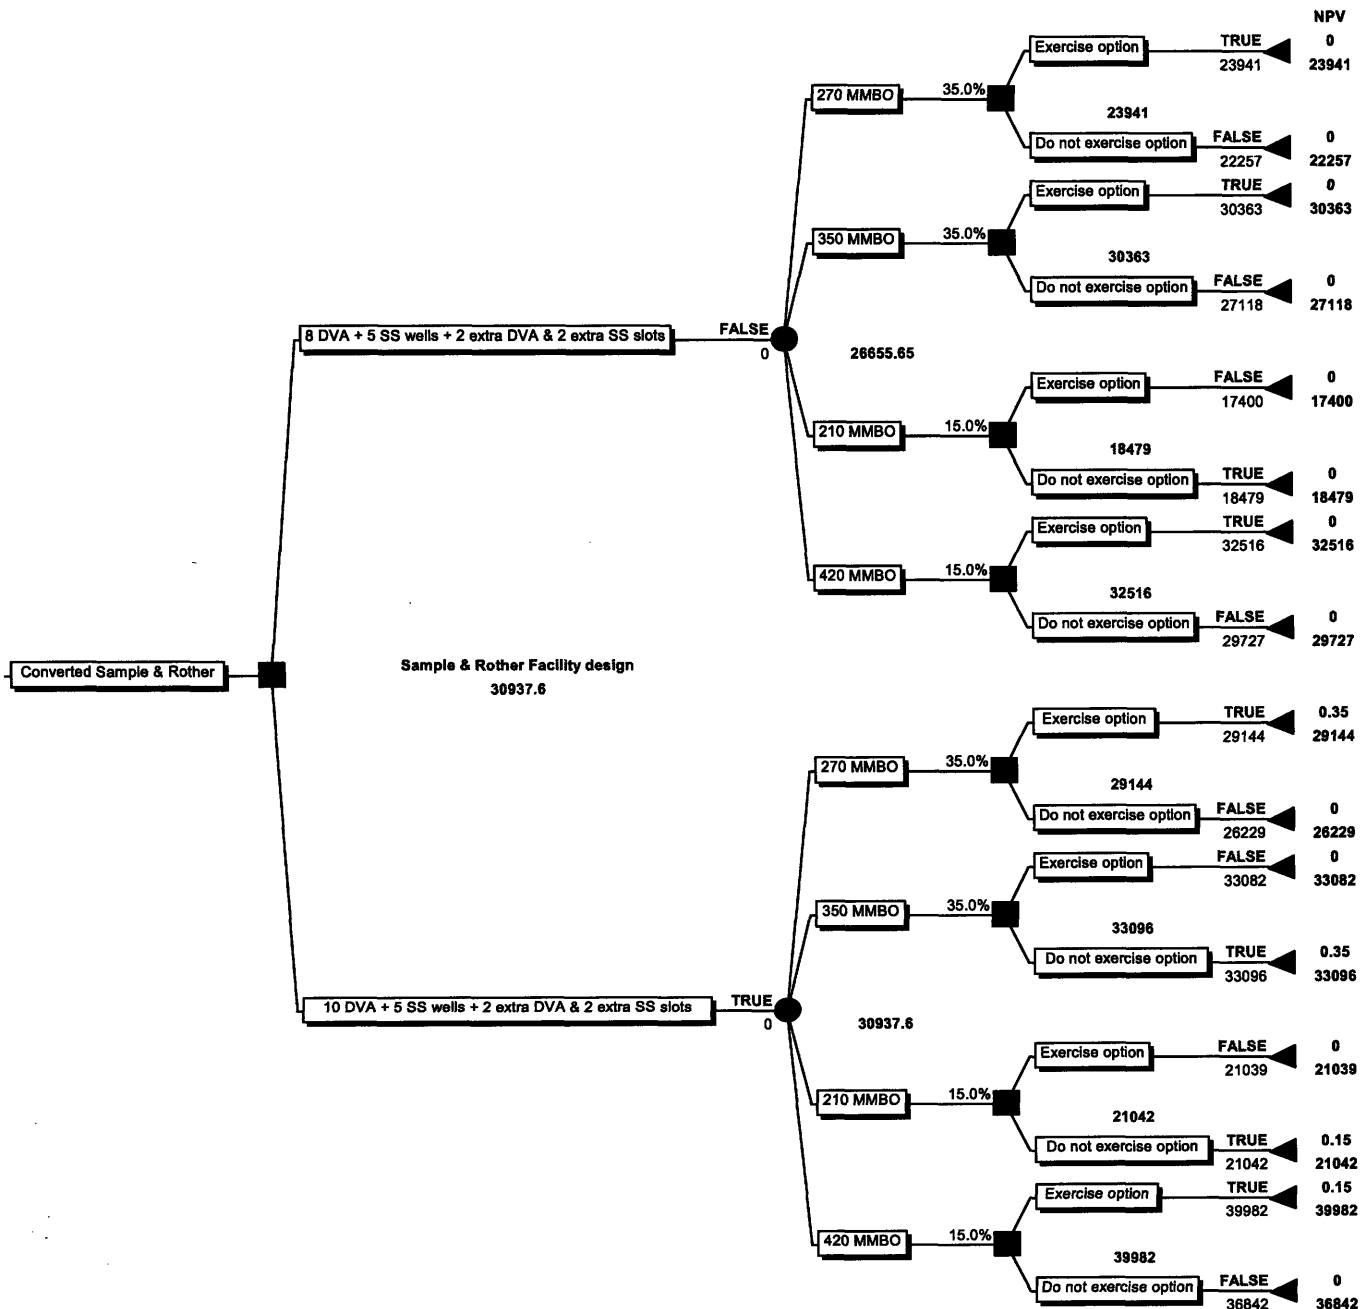 NPV
Exercise option TRUE 0
23941 23941
270 MMBO 35.0%
23941
Do not exercise option FALSE 0
22257 22257
Exercise option TRUE 0
30363 30363
350 MMBO 35.0%
30363
Do not exercise option FALSE 0
27118 27118
8 DVA + 5 SS wells + 2 extra DVA & 2 extra SS slots FALSE
0 26655.65
Exercise option FALSE 0
17400 17400
210 MMBO 15.0%
18479
Do not exercise option TRUE 0
18479 18479
Exercise option TRUE 0
32516 32516
420 MMBO 15.0%
32516
Do not exercise option FALSE 0
29727 29727
Converted Sample & Rother
Sample & Rother Facility design
30937.6
Exercise option TRUE 0.35
29144 29144
270 MMBO 35.0%
29144
Do not exercise option FALSE 0
26229 26229
Exercise option FALSE 0
33082 33082
350 MMBO 35.0%
33096
Do not exercise option TRUE 0.35
33096 33096
10 DVA + 5 SS wells + 2 extra DVA & 2 extra SS slots TRUE
0 30937.6
Exercise option FALSE 0
21039 21039
210 MMBO 15.0%
21042
Do not exercise option TRUE 0.15
21042 21042
Exercise option TRUE 0.15
39982 39982
420 MMBO 15.0%
39982
Do not exercise option FALSE 0
36842 36842